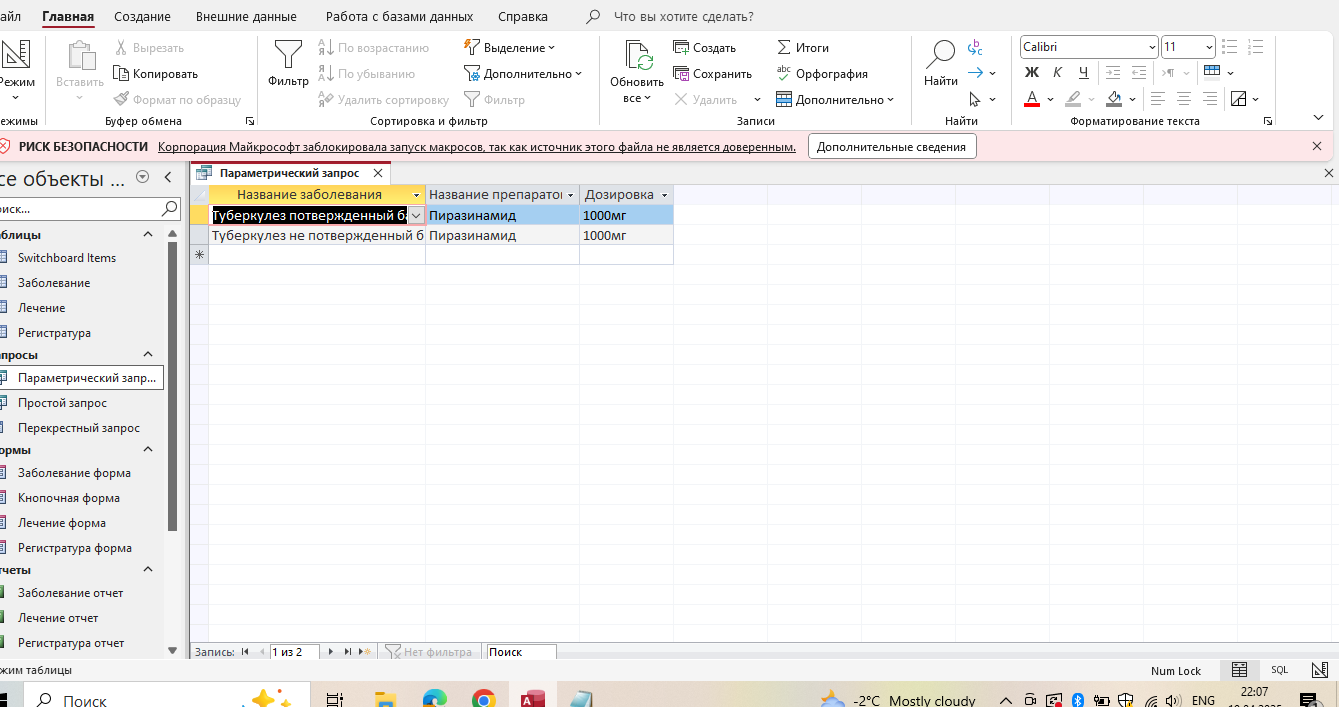 айл Главная Создание Внешние данные Работа с базами данных Справка Что вы хотите сделать?
Режим
ежимы
Вставить
Вырезать
Копировать
Формат по образцу
Буфер обмена
Фильтр
По возрастанию
По убыванию
Удалить сортировку
Выделение
Дополнительно
Фильтр
Сортировка и фильтр
Обновить
все
Создать
Сохранить
Удалить
Итоги
Орфография
Дополнительно
Записи
Найти
Найти
Calibri 11
Ж К Ч
А
Форматирование текста
РИСК БЕЗОПАСНОСТИ Корпорация Майкрософт заблокировала запуск макросов, так как источник этого файла не является доверенным. Дополнительные сведения
се объекты ...
оиск...
аблицы
Switchboard Items
Заболевание
Лечение
Регистратура
апросы
Параметрический запр...
Простой запрос
Перекрестный запрос
ормы
Заболевание форма
Кнопочная форма
Лечение форма
Регистратура форма
тчеты
Заболевание отчет
Лечение отчет
Регистратура отчет
Параметрический запрос
Название заболевания Название препарато Дозировка
Туберкулез потвержденный ба Пиразинамид 1000мг
Туберкулез не потвержденный б Пиразинамид 1000мг
Запись: 1 из 2 Нет фильтра Поиск
жим таблицы Num Lock SQL
Поиск -2°C Mostly cloudy ENG 22:07